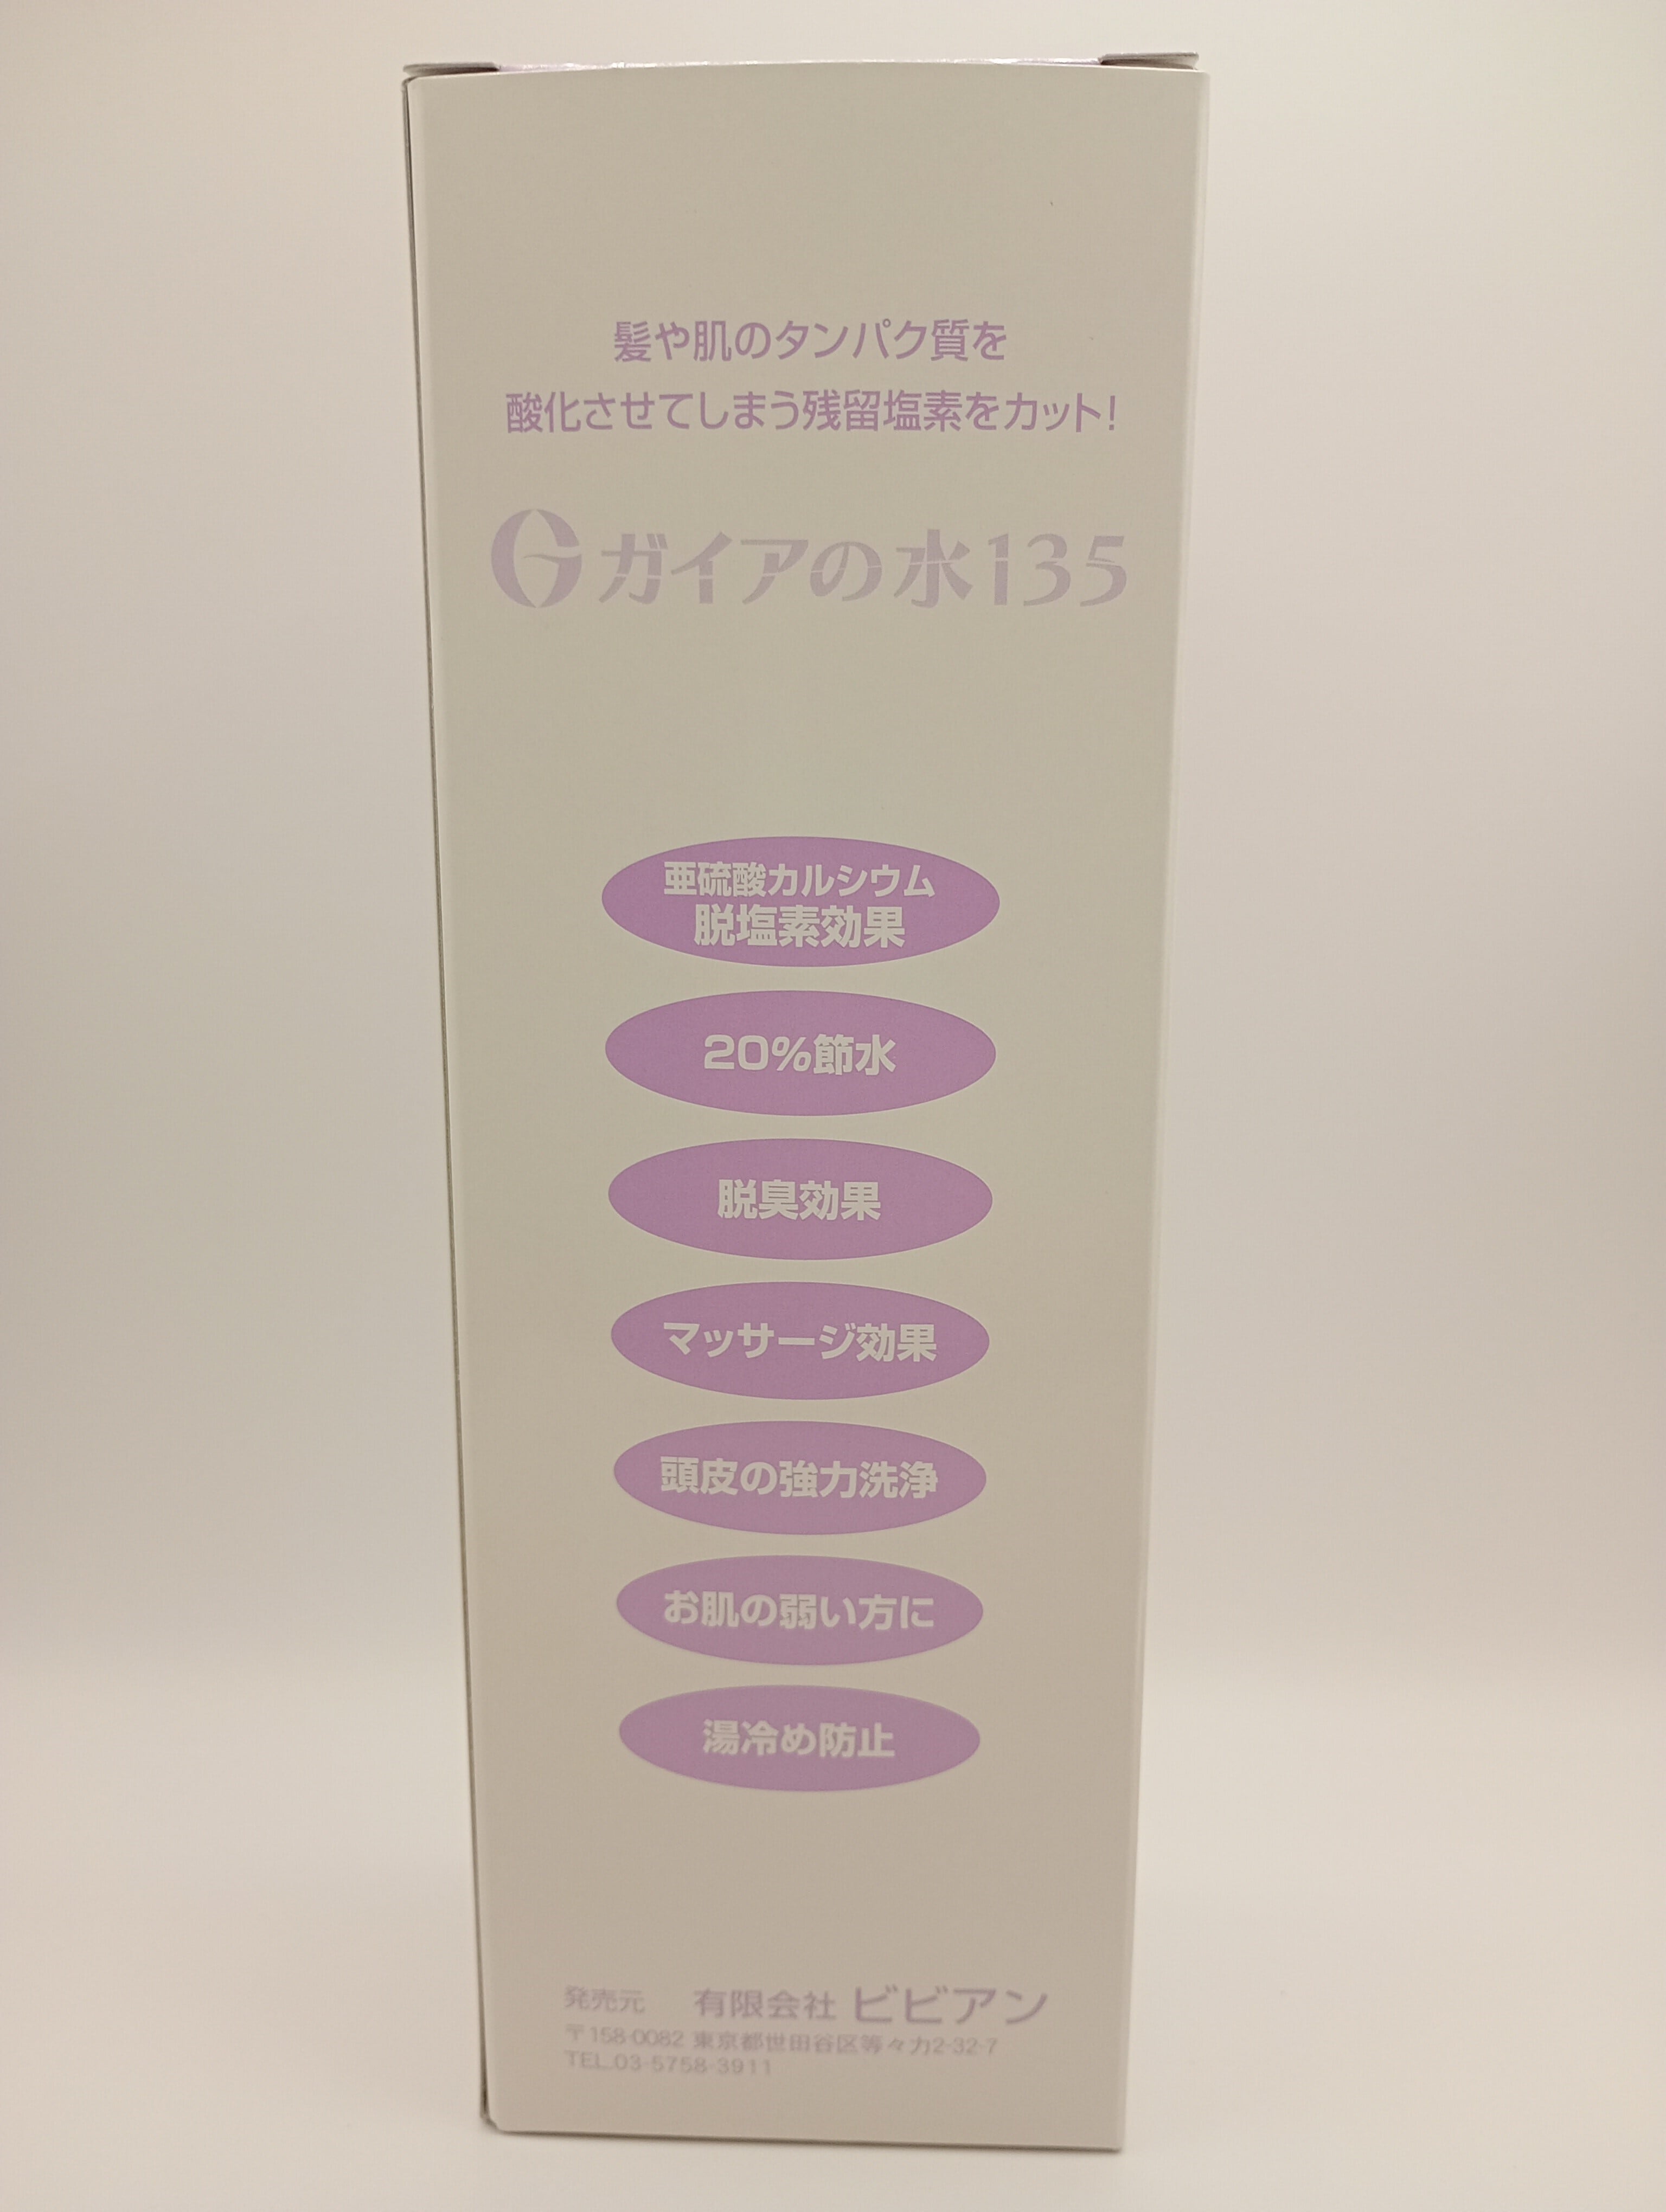 髪や肌のタンパク質を
酸化させてしまう残留塩素をカット!
ガイアの水135
亜硫酸カルシウム
脱塩素効果
20%節水
脱臭効果
マッサージ効果
頭皮の強力洗浄
お肌の弱い方に
湯冷め防止
発売元 有限会社 ビビアン
〒158-0082 東京都世田谷区等々力2-32-7
TEL.03-5758-3911